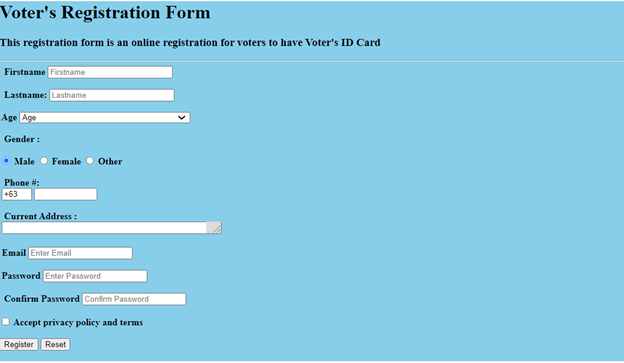 Voter's Registration Form
This registration form is an online registration for voters to have Voter's ID Card
Firstname Firstname
Lastname: Lastname
Age Age
Gender :
Male Female Other
Phone #:
+63
Current Address :
Email Enter Email
Password Enter Password
Confirm Password Confirm Password
Accept privacy policy and terms
Register Reset